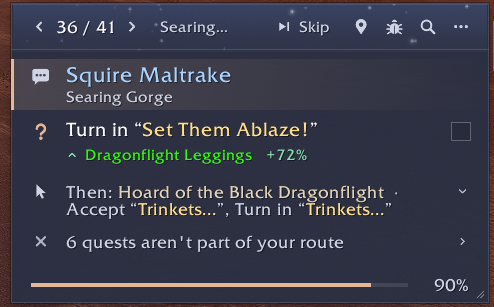 36 / 41 Searing... Skip
Squire Maltrake
Searing Gorge
Turn in “Set Them Ablaze!”
Dragonflight Leggings +72%
Then: Hoard of the Black Dragonflight ·
Accept “Trinkets...”, Turn in “Trinkets...”
6 quests aren't part of your route
90%